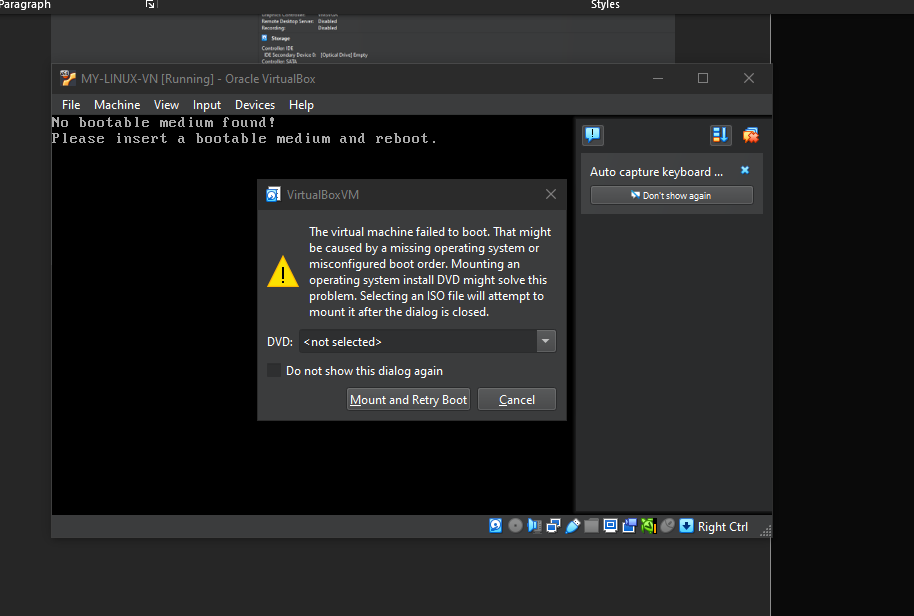 Paragraph
Styles
Remote Desktop Server: Disabled
Recording: Disabled
Storage
Controller: IDE
IDE Secondary Device 0: [Optical Drive] Empty
Controller: SATA
MY-LINUX-VN [Running] - Oracle VirtualBox
File Machine View Input Devices Help
No bootable medium found!
Please insert a bootable medium and reboot.
Auto capture keyboard ...
Don't show again
VirtualBoxVM
The virtual machine failed to boot. That might
be caused by a missing operating system or
misconfigured boot order. Mounting an
operating system install DVD might solve this
problem. Selecting an ISO file will attempt to
mount it after the dialog is closed.
DVD: <not selected>
Do not show this dialog again
Mount and Retry Boot Cancel
Right Ctrl